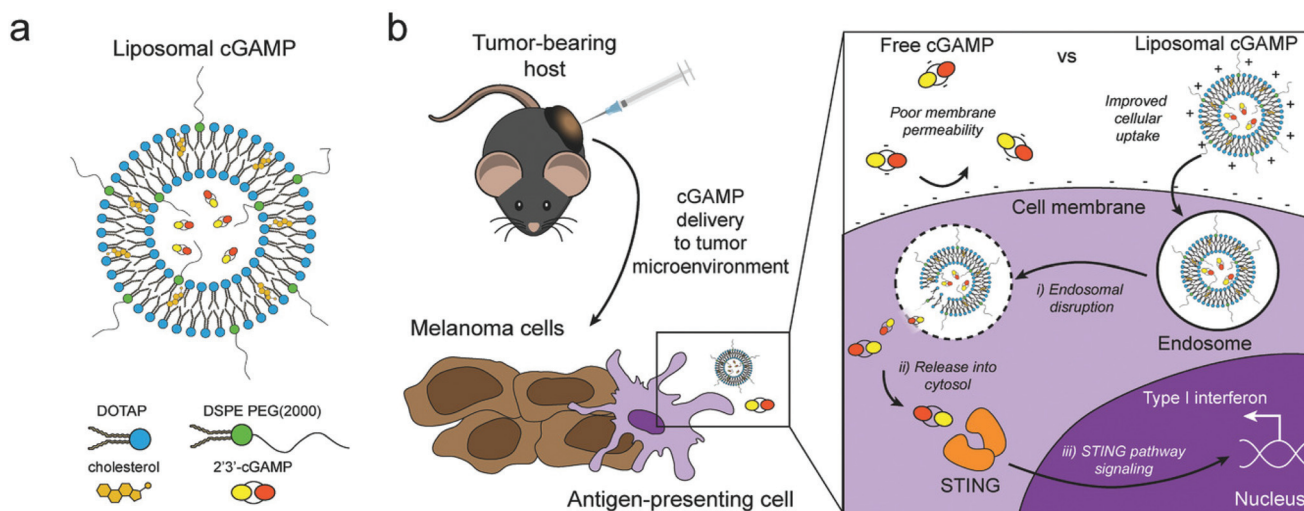 a
Liposomal cGAMP
DOTAP
DSPE PEG(2000)
cholesterol
2'3'-cGAMP
b
Tumor-bearing
host
cGAMP
delivery
to tumor
microenvironment
Melanoma cells
Antigen-presenting cell
Free cGAMP
vs
Liposomal cGAMP
Poor membrane
permeability
Improved
cellular
uptake
Cell membrane
i) Endosomal
disruption
Endosome
ii) Release into
cytosol
STING
iii) STING pathway
signaling
Type I interferon
Nucleus